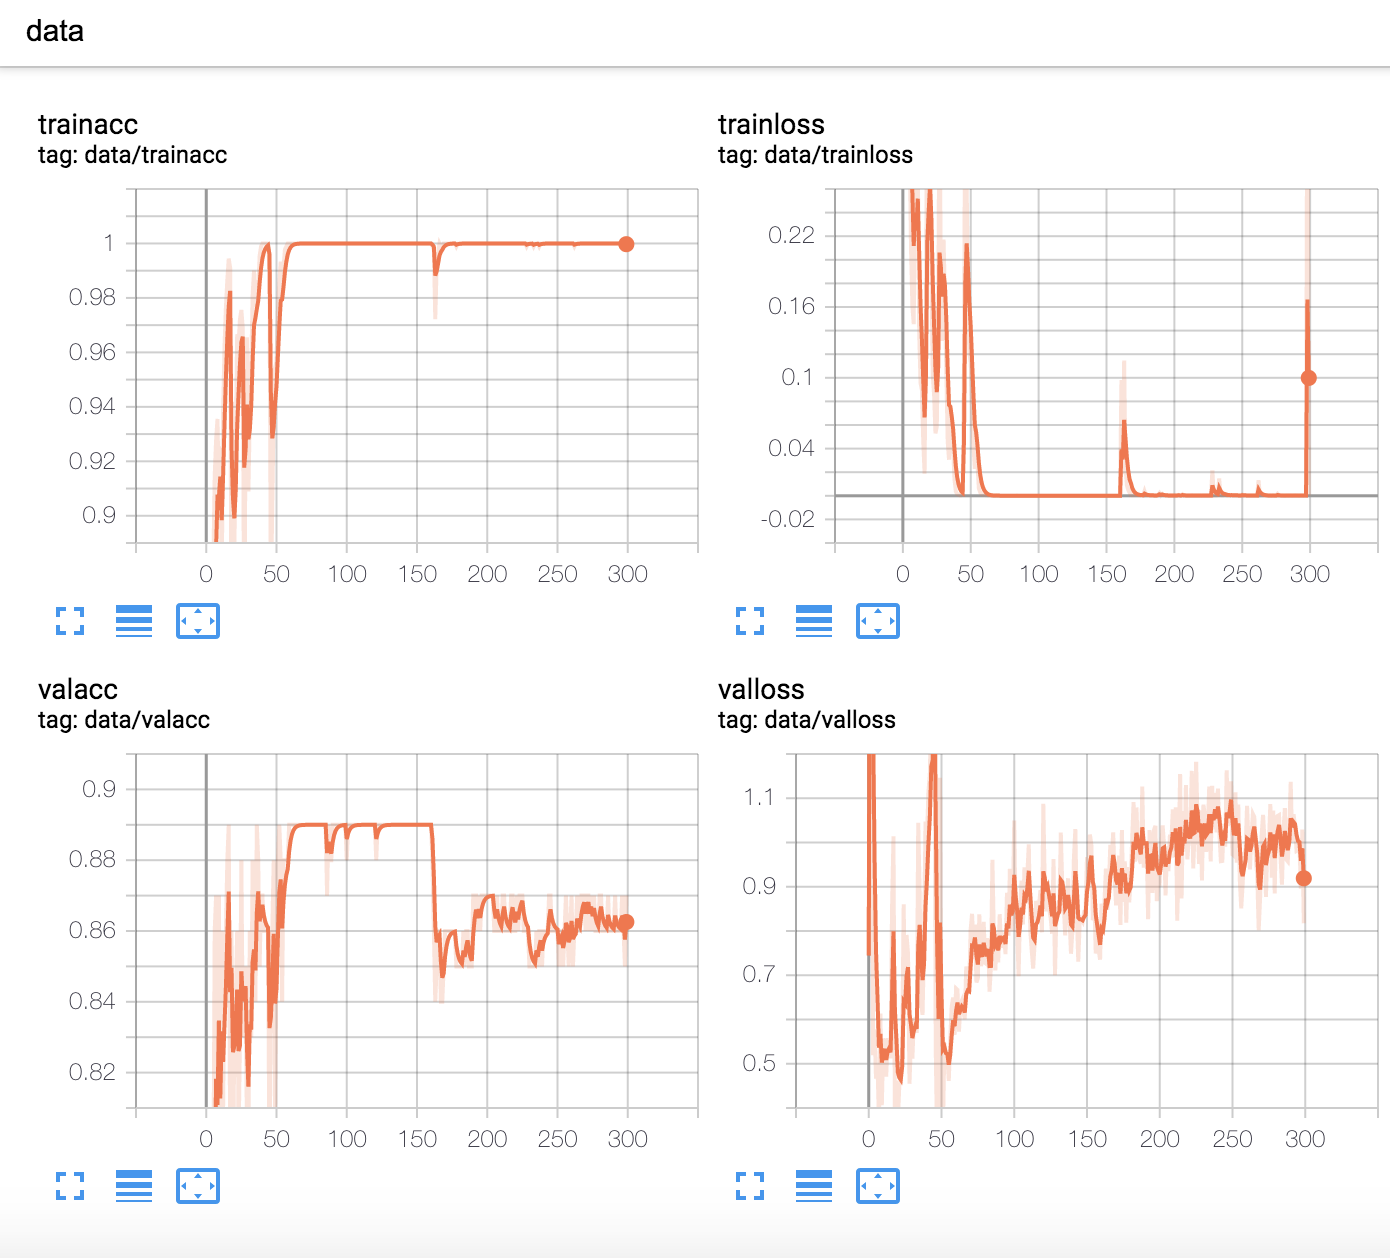 data
trainacc
tag: data/trainacc
1
0.98
0.96
0.94
0.92
0.9
0 50 100 150 200 250 300
trainloss
tag: data/trainloss
0.22
0.16
0.1
0.04
-0.02
0 50 100 150 200 250 300
valacc
tag: data/valacc
0.9
0.88
0.86
0.84
0.82
0 50 100 150 200 250 300
valloss
tag: data/valloss
1.1
0.9
0.7
0.5
0 50 100 150 200 250 300